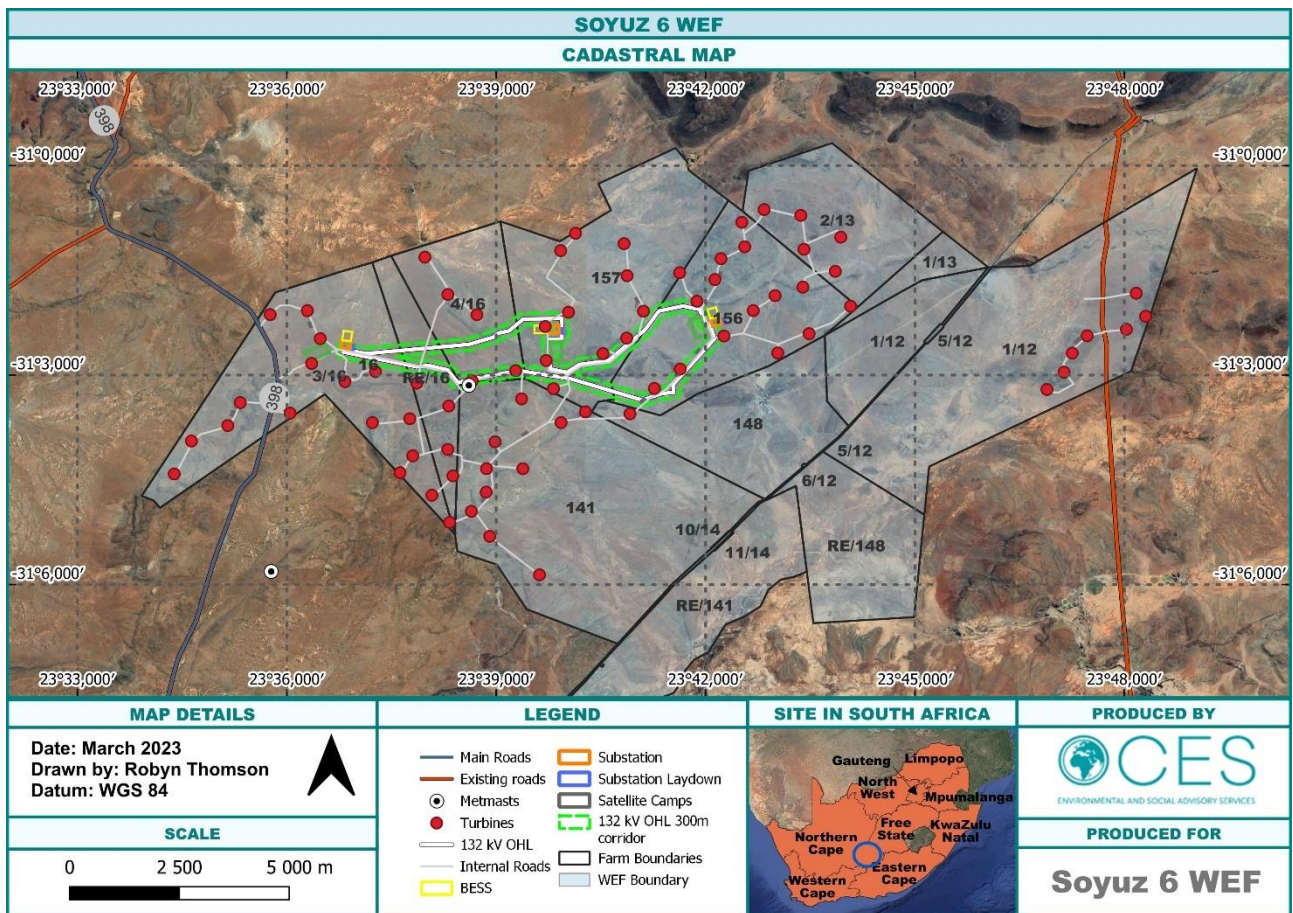 SOYUZ 6 WEF
CADASTRAL MAP
23°33,000' 23°36,000' 23°39,000' 23°42,000' 23°45,000' 23°48,000'
398
-31°0,000' -31°0,000'
2/13
1/13
157
4/16
156
1/12 5/12 1/12
-31°3,000' -31°3,000'
3/16 16 RE/16
398
148
5/12
6/12
141
10/14
11/14
RE/148
-31°6,000' -31°6,000'
RE/141
23°33,000' 23°36,000' 23°39,000' 23°42,000' 23°45,000' 23°48,000'
MAP DETAILS
Date: March 2023
Drawn by: Robyn Thomson
Datum: WGS 84
SCALE
0 2 500 5 000 m
LEGEND
Main Roads
Existing roads
Metmasts
Turbines
132 kV OHL
Internal Roads
BESS
Substation
Substation Laydown
Satellite Camps
132 kV OHL 300m
corridor
Farm Boundaries
WEF Boundary
SITE IN SOUTH AFRICA
Gauteng
Limpopo
North
West
Mpumalanga
Free
State
KwaZulu
Natal
Northern
Cape
Eastern
Cape
Western
Cape
PRODUCED BY
CES
ENVIRONMENTAL AND SOCIAL ADVISORY SERVICES
PRODUCED FOR
Soyuz 6 WEF